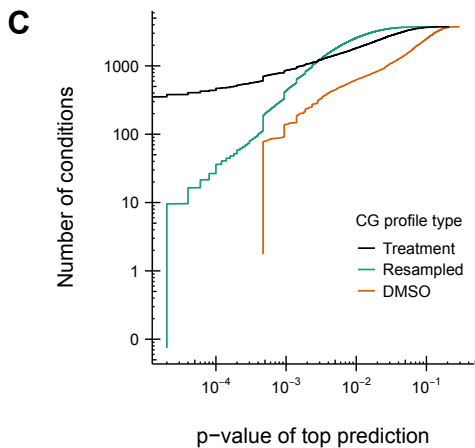 C
Number of conditions
1000
100
10
1
0
CG profile type
Treatment
Resampled
DMSO
10⁻⁴
10⁻³
10⁻²
10⁻¹
p−value of top prediction